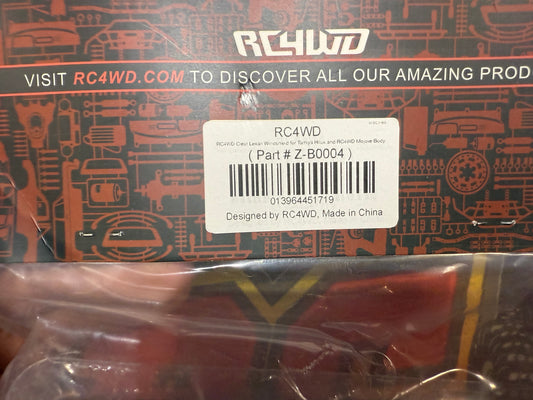 RC4WD
VISIT RC4WD.COM TO DISCOVER ALL OUR AMAZING PROD
RC4WD
RC4WD Clear Lexan Windshield for Tamiya Hilux and RC4WD Mojave Body
( Part # Z-B0004 )
013964451719
Designed by RC4WD, Made in China